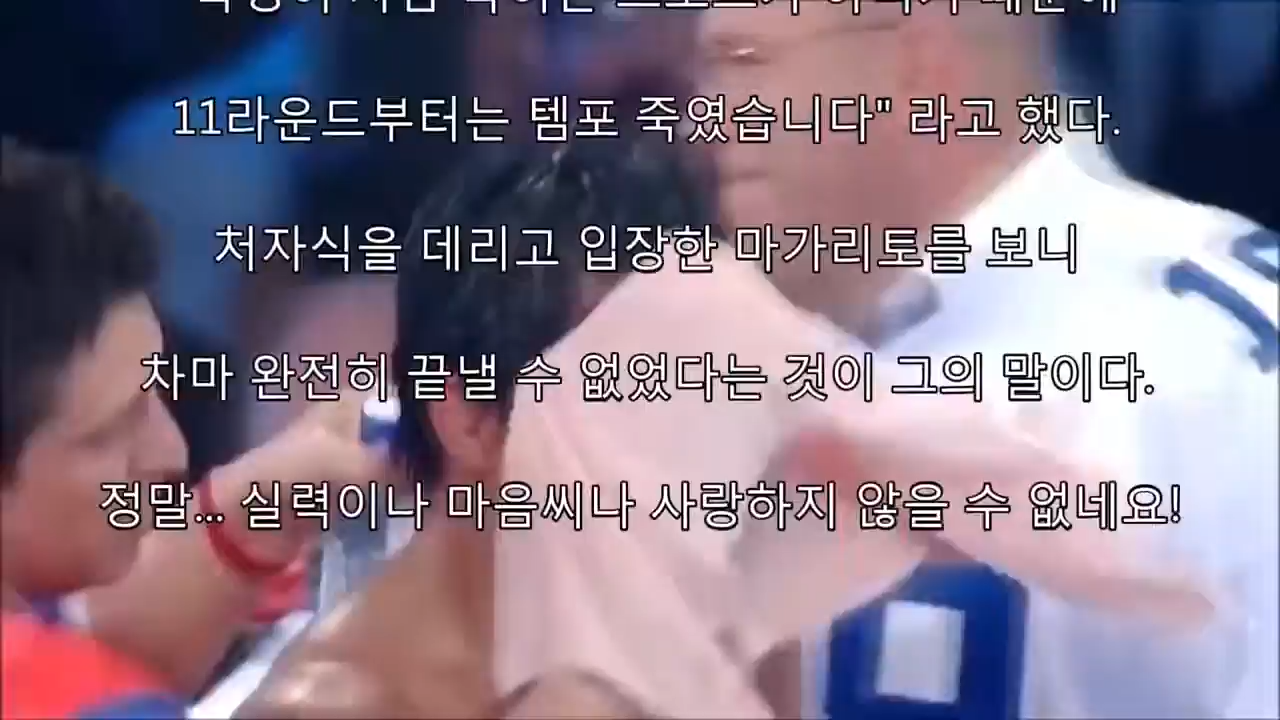 11라운드부터는 템포 죽였습니다" 라고 했다.
처자식을 데리고 입장한 마가리토를 보니
차마 완전히 끝낼 수 없었다는 것이 그의 말이다.
정말... 실력이나 마음씨나 사랑하지 않을 수 없네요!